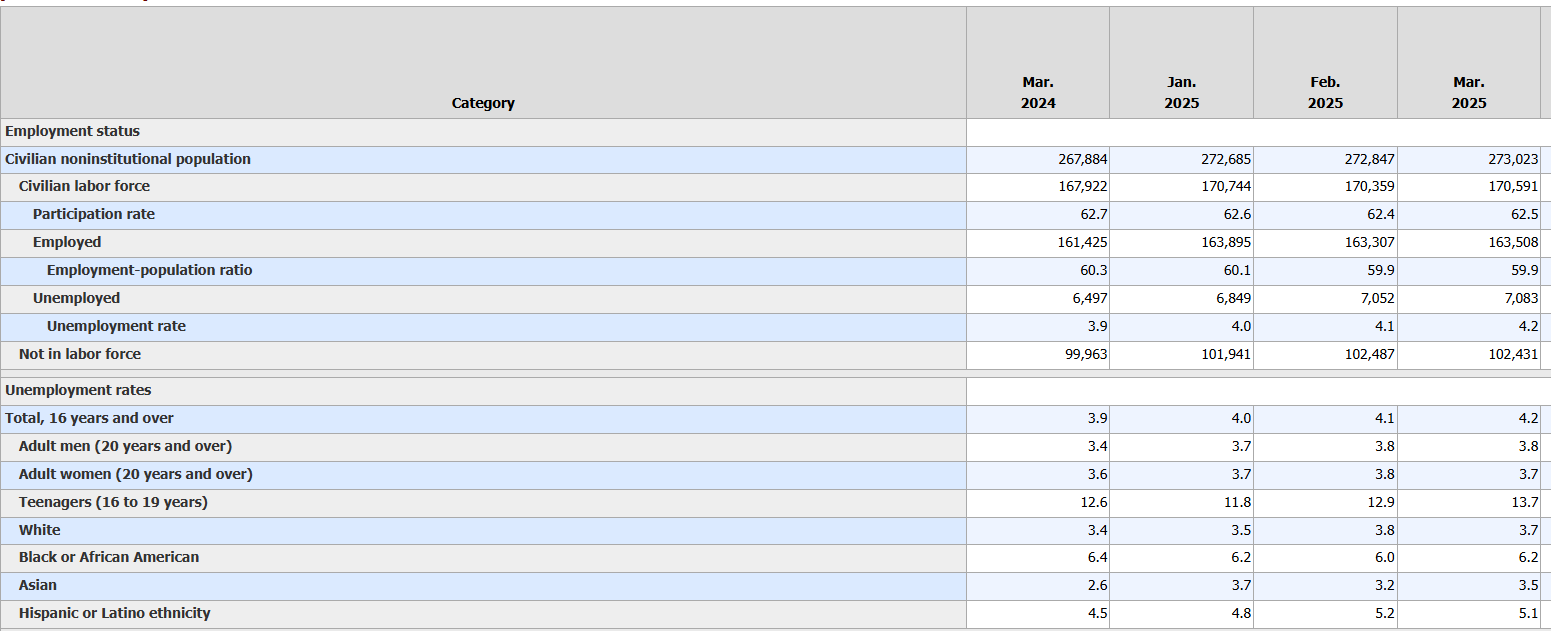 Category Mar. 2024 Jan. 2025 Feb. 2025 Mar. 2025
Employment status
Civilian noninstitutional population 267,884 272,685 272,847 273,023
Civilian labor force 167,922 170,744 170,359 170,591
Participation rate 62.7 62.6 62.4 62.5
Employed 161,425 163,895 163,307 163,508
Employment-population ratio 60.3 60.1 59.9 59.9
Unemployed 6,497 6,849 7,052 7,083
Unemployment rate 3.9 4.0 4.1 4.2
Not in labor force 99,963 101,941 102,487 102,431
Unemployment rates
Total, 16 years and over 3.9 4.0 4.1 4.2
Adult men (20 years and over) 3.4 3.7 3.8 3.8
Adult women (20 years and over) 3.6 3.7 3.8 3.7
Teenagers (16 to 19 years) 12.6 11.8 12.9 13.7
White 3.4 3.5 3.8 3.7
Black or African American 6.4 6.2 6.0 6.2
Asian 2.6 3.7 3.2 3.5
Hispanic or Latino ethnicity 4.5 4.8 5.2 5.1